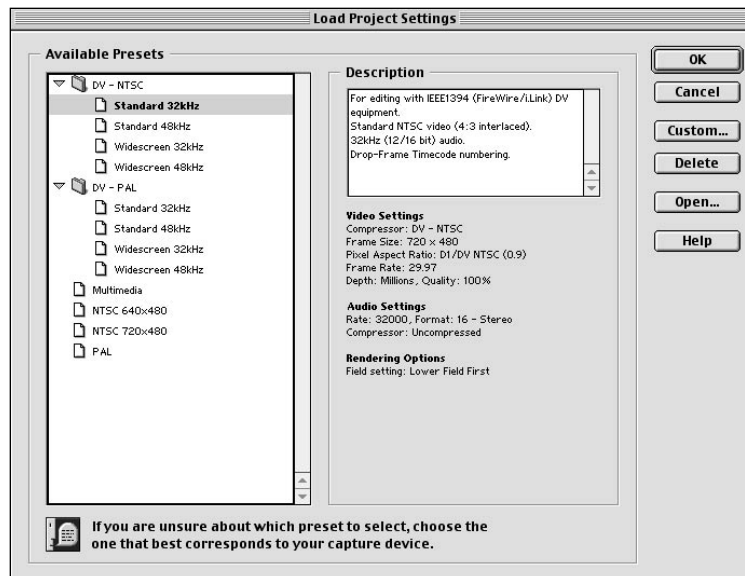 Load Project Settings
Available Presets
DV - NTSC
Standard 32kHz
Standard 48kHz
Widescreen 32kHz
Widescreen 48kHz
DV - PAL
Standard 32kHz
Standard 48kHz
Widescreen 32kHz
Widescreen 48kHz
Multimedia
NTSC 640x480
NTSC 720x480
PAL
Description
For editing with IEEE1394 (FireWire/i.Link) DV
equipment.
Standard NTSC video (4:3 interlaced).
32kHz (12/16 bit) audio.
Drop-Frame Timecode numbering.
Video Settings
Compressor: DV - NTSC
Frame Size: 720 x 480
Pixel Aspect Ratio: D1/DV NTSC (0.9)
Frame Rate: 29.97
Depth: Millions, Quality: 100%
Audio Settings
Rate: 32000, Format: 16 - Stereo
Compressor: Uncompressed
Rendering Options
Field setting: Lower Field First
OK
Cancel
Custom...
Delete
Open...
Help
If you are unsure about which preset to select, choose the
one that best corresponds to your capture device.